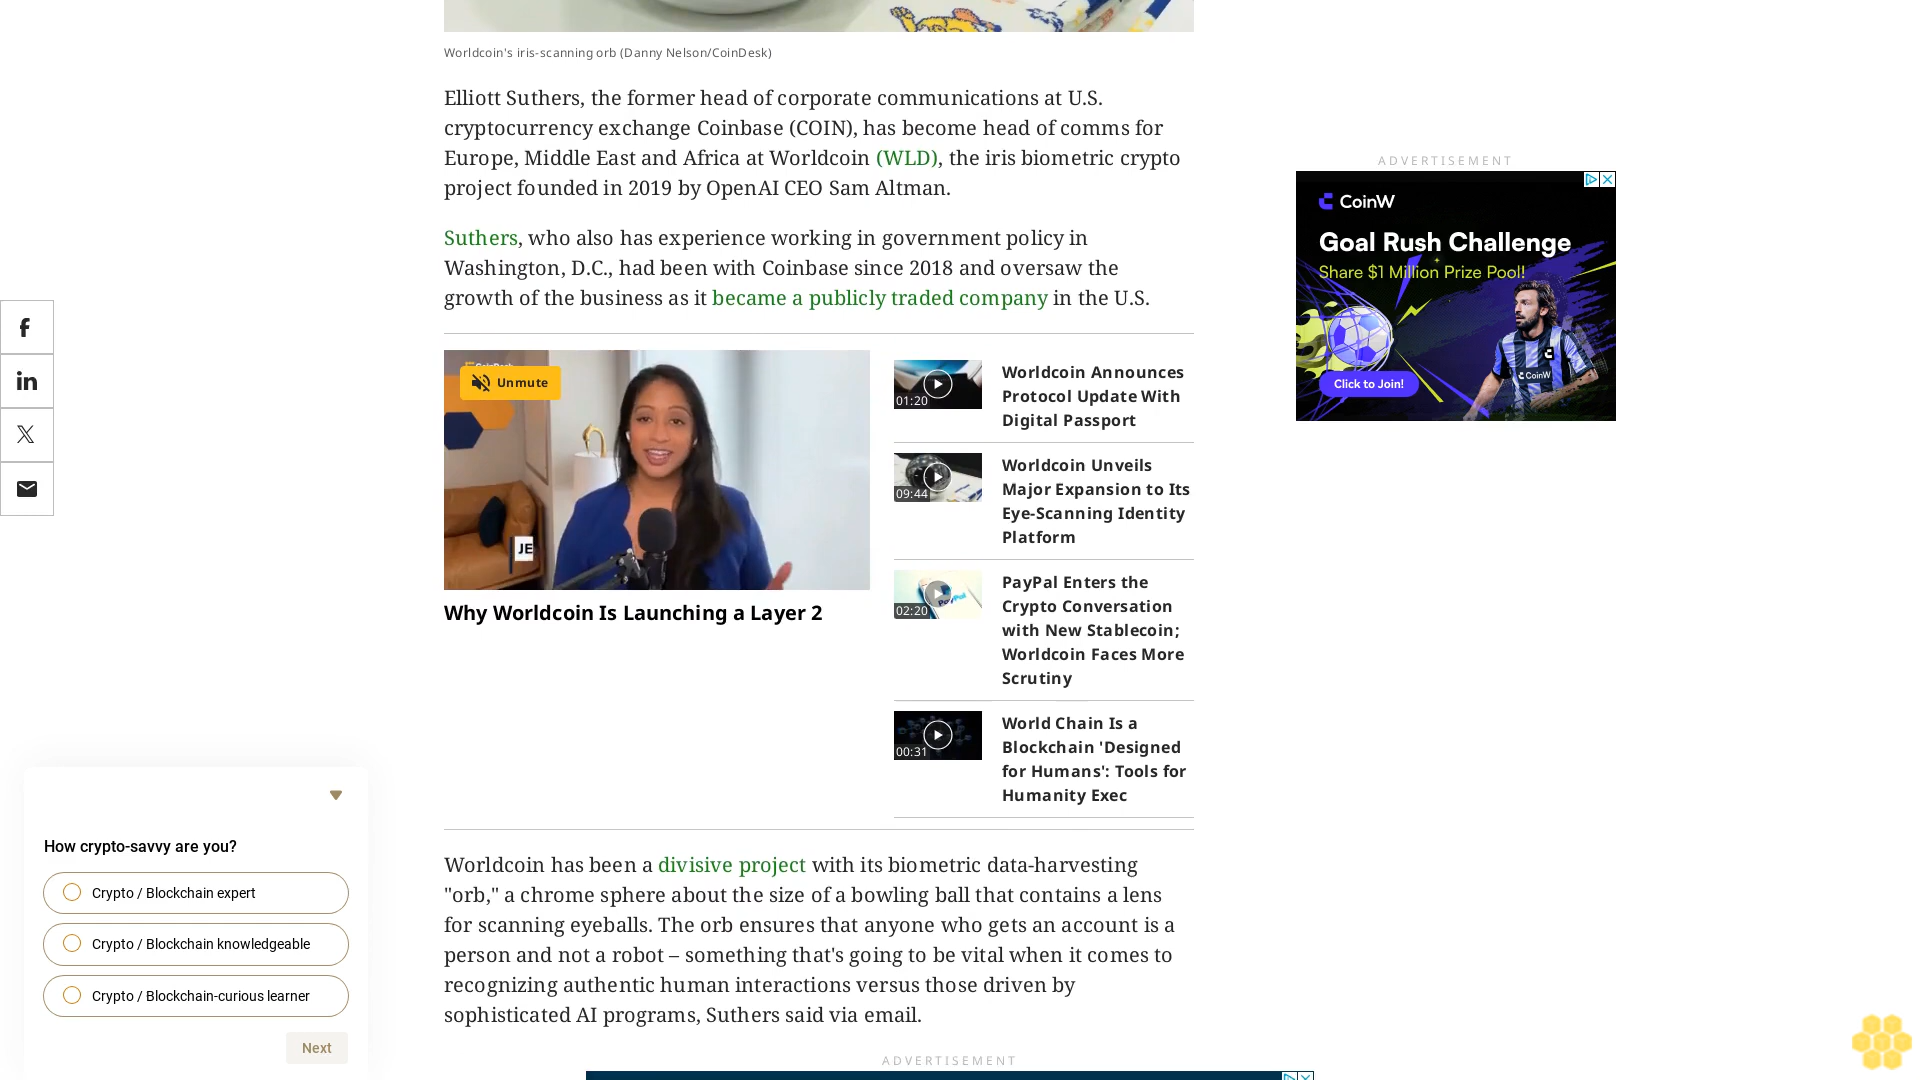 Worldcoin's iris-scanning orb (Danny Nelson/CoinDesk)
Elliott Suthers, the former head of corporate communications at U.S.
cryptocurrency exchange Coinbase (COIN), has become head of comms for
Europe, Middle East and Africa at Worldcoin (WLD), the iris biometric crypto
project founded in 2019 by OpenAI CEO Sam Altman.
Suthers, who also has experience working in government policy in
Washington, D.C., had been with Coinbase since 2018 and oversaw the
growth of the business as it became a publicly traded company in the U.S.
Unmute
JE
Why Worldcoin Is Launching a Layer 2
01:20
Worldcoin Announces
Protocol Update With
Digital Passport
09:44
Worldcoin Unveils
Major Expansion to Its
Eye-Scanning Identity
Platform
02:20
PayPal Enters the
Crypto Conversation
with New Stablecoin;
Worldcoin Faces More
Scrutiny
00:31
World Chain Is a
Blockchain 'Designed
for Humans': Tools for
Humanity Exec
Worldcoin has been a divisive project with its biometric data-harvesting
"orb," a chrome sphere about the size of a bowling ball that contains a lens
for scanning eyeballs. The orb ensures that anyone who gets an account is a
person and not a robot – something that's going to be vital when it comes to
recognizing authentic human interactions versus those driven by
sophisticated AI programs, Suthers said via email.
ADVERTISEMENT
ADVERTISEMENT
CoinW
Goal Rush Challenge
Share $1 Million Prize Pool!
CoinW
Click to Join!
How crypto-savvy are you?
Crypto / Blockchain expert
Crypto / Blockchain knowledgeable
Crypto / Blockchain-curious learner
Next